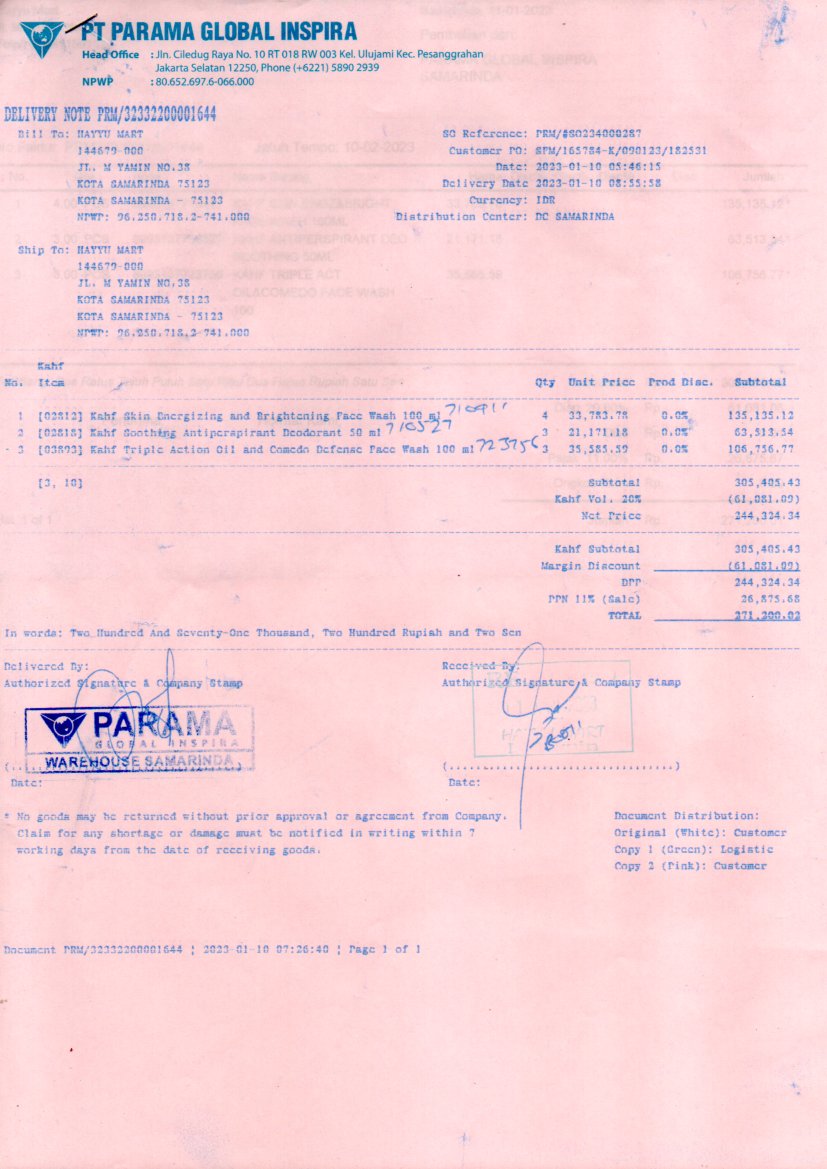 PT PARAMA GLOBAL INSPIRA
Head Office : Jln. Ciledug Raya No. 10 RT 018 RW 003 Kel. Ulujami Kec. Pesanggrahan
Jakarta Selatan 12250, Phone (+6221) 5890 2939
NPWP : 80.652.697.6-066.000
DELIVERY NOTE PRM/32332200001644
Bill To: HAYYU MART
144679-000
JL. M YAMIN NO.38
KOTA SAMARINDA 75123
KOTA SAMARINDA - 75123
NPWP: 96.250.718.2-741.000
SO Reference: PRM/#SO234000287
Customer PO: SPM/165784-K/090123/182531
Date: 2023-01-10 05:46:15
Delivery Date 2023-01-10 08:55:58
Currency: IDR
Distribution Center: DC SAMARINDA
Ship To: HAYYU MART
144679-000
JL. M YAMIN NO.38
KOTA SAMARINDA 75123
KOTA SAMARINDA - 75123
NPWP: 96.250.718.2-741.000
Kahf
No. Item Qty Unit Price Prod Disc. Subtotal
1 [02812] Kahf Skin Energizing and Brightening Face Wash 100 ml 4 33,783.78 0.0% 135,135.12
2 [02818] Kahf Soothing Antiperspirant Deodorant 50 ml 710527 3 21,171.18 0.0% 63,513.54
3 [03893] Kahf Triple Action Oil and Comedo Defense Face Wash 100 ml 723756 3 35,585.59 0.0% 106,756.77
[3, 10]
Subtotal 305,405.43
Kahf Vol. 20% (61,081.09)
Net Price 244,324.34
Kahf Subtotal 305,405.43
Margin Discount (61,081.09)
DPP 244,324.34
PPN 11% (Sale) 26,875.68
TOTAL 271,200.02
In words: Two Hundred And Seventy-One Thousand, Two Hundred Rupiah and Two Sen
Delivered By:
Authorized Signature & Company Stamp
PARAMA
GLOBAL INSPIRA
WAREHOUSE SAMARINDA
Date:
Received By:
Authorized Signature & Company Stamp
Date:
* No goods may be returned without prior approval or agreement from Company.
Claim for any shortage or damage must be notified in writing within 7
working days from the date of receiving goods.
Document Distribution:
Original (White): Customer
Copy 1 (Green): Logistic
Copy 2 (Pink): Customer
Document PRM/32332200001644 | 2023-01-10 07:26:40 | Page 1 of 1